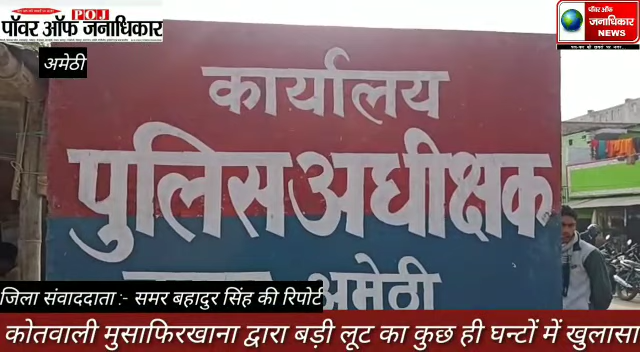 POJ
पॉवर ऑफ जनाधिकार
पॉवर ऑफ
जनाधिकार
NEWS
अमेठी
कार्यालय
पुलिस अधीक्षक
अमेठी
जिला संवाददाता :- समर बहादुर सिंह की रिपोर्ट
कोतवाली मुसाफिरखाना द्वारा बड़ी लूट का कुछ ही घन्टों में खुलासा